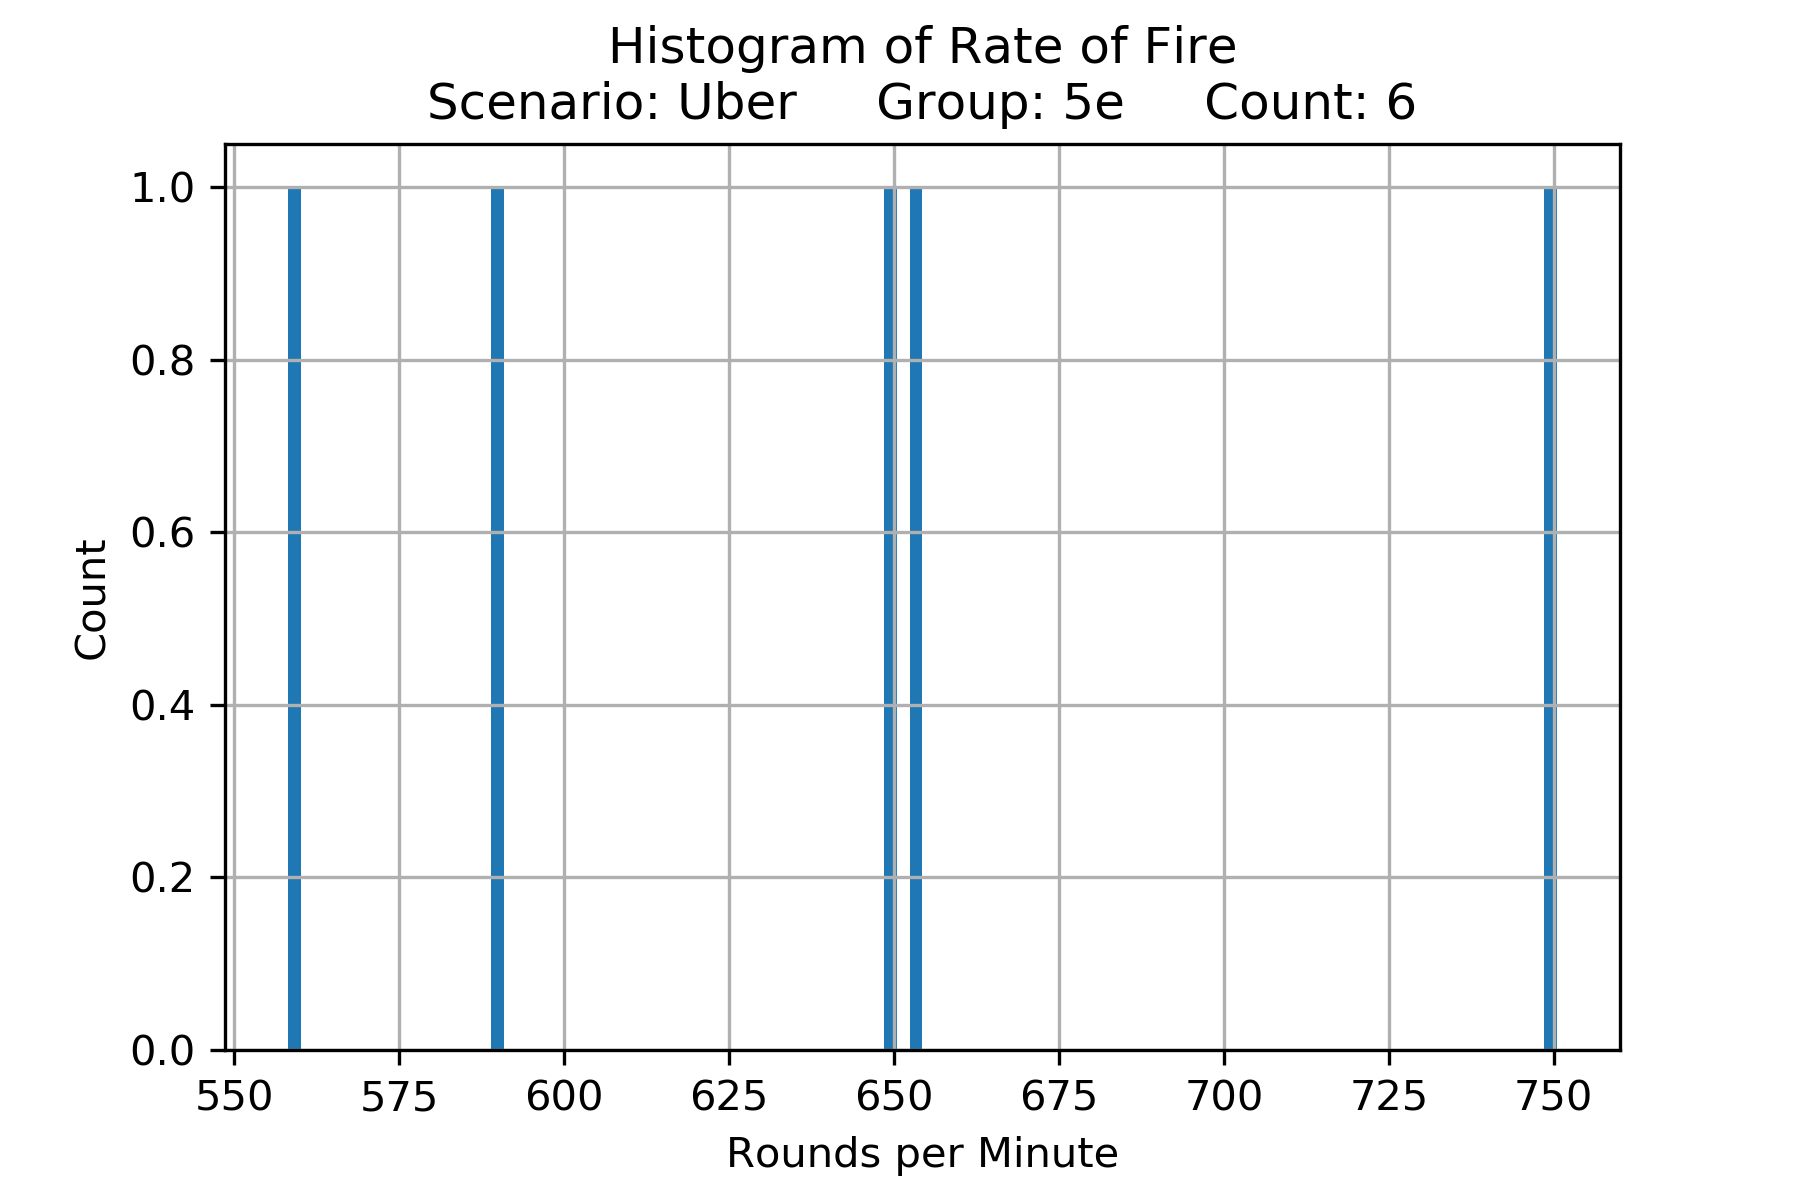 Histogram of Rate of Fire
Scenario: Uber Group: 5e Count: 6
1.0
0.8
0.6
0.4
0.2
0.0
Count
550 575 600 625 650 675 700 725 750
Rounds per Minute